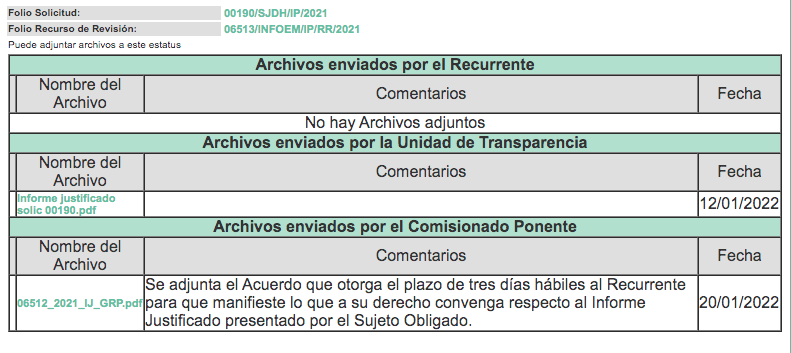 Folio Solicitud: 00190/SJDH/IP/2021
Folio Recurso de Revisión: 06513/INFOEM/IP/RR/2021
Puede adjuntar archivos a este estatus
Archivos enviados por el Recurrente
Nombre del
Archivo
Comentarios
Fecha
No hay Archivos adjuntos
Archivos enviados por la Unidad de Transparencia
Nombre del
Archivo
Comentarios
Fecha
Informe justificado
solic 00190.pdf
12/01/2022
Archivos enviados por el Comisionado Ponente
Nombre del
Archivo
Comentarios
Fecha
06512_2021_IJ_GRP.pdf
Se adjunta el Acuerdo que otorga el plazo de tres días hábiles al Recurrente
para que manifieste lo que a su derecho convenga respecto al Informe
Justificado presentado por el Sujeto Obligado.
20/01/2022